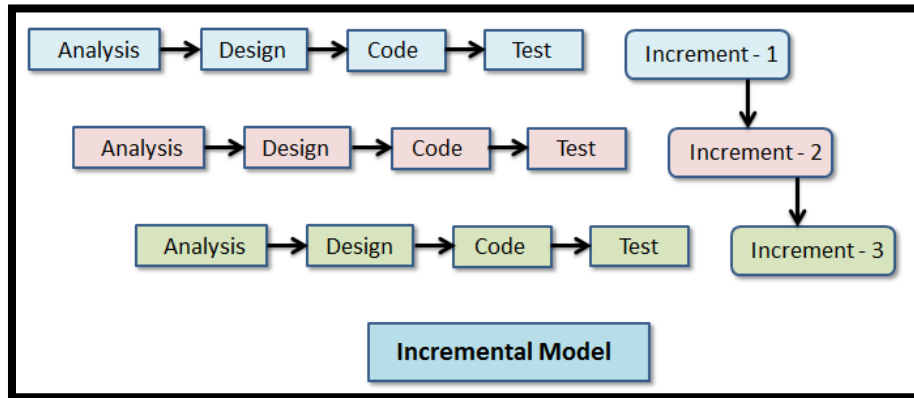 Analysis Design Code Test Increment - 1
Analysis Design Code Test Increment - 2
Analysis Design Code Test Increment - 3
Incremental Model